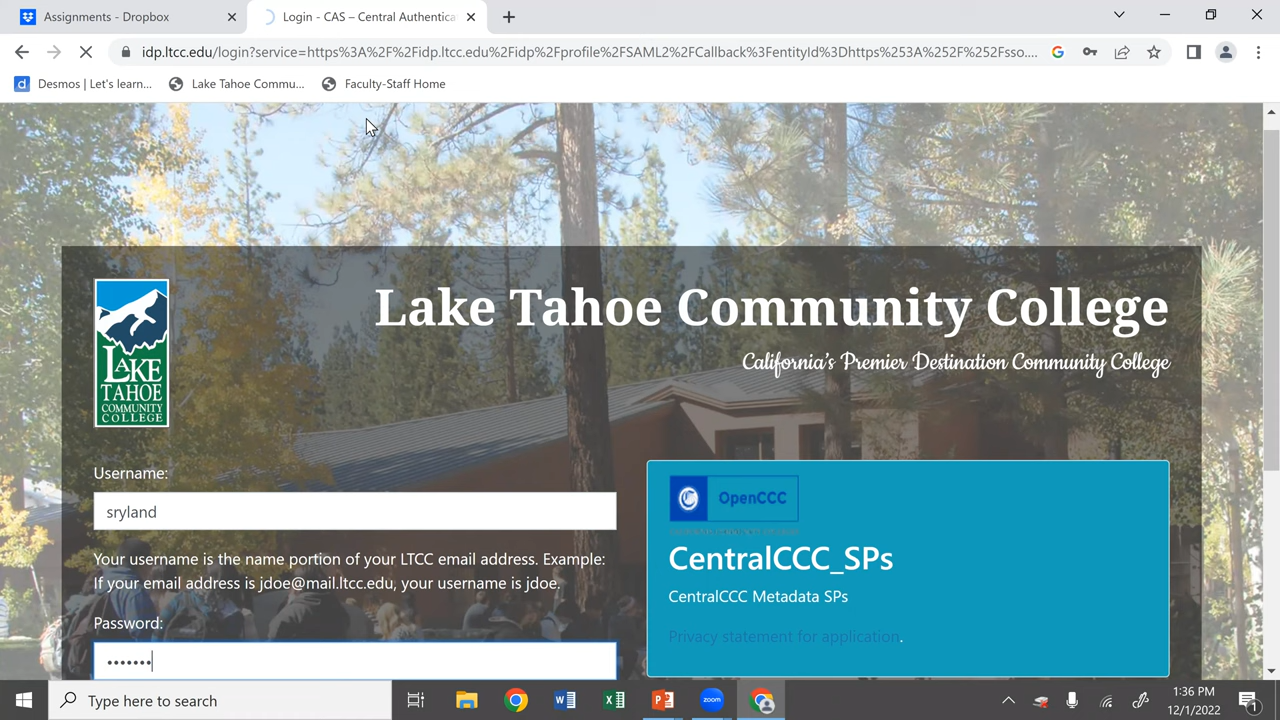 Assignments - Dropbox
Login - CAS – Central Authentica
idp.ltcc.edu/login?service=https%3A%2F%2Fidp.ltcc.edu%2Fidp%2Fprofile%2FSAML2%2FCallback%3FentityId%3Dhttps%253A%252F%252Fsso....
Desmos | Let's learn...
Lake Tahoe Commu...
Faculty-Staff Home
Lake Tahoe Community College
California's Premier Destination Community College
LAKE
TAHOE
COMMUNITY
COLLEGE
Username:
sryland
Your username is the name portion of your LTCC email address. Example:
If your email address is jdoe@mail.ltcc.edu, your username is jdoe.
Password:
•••••••
OpenCCC
CentralCCC_SPs
CentralCCC Metadata SPs
Privacy statement for application.
Type here to search
zoom
1:36 PM
12/1/2022
1